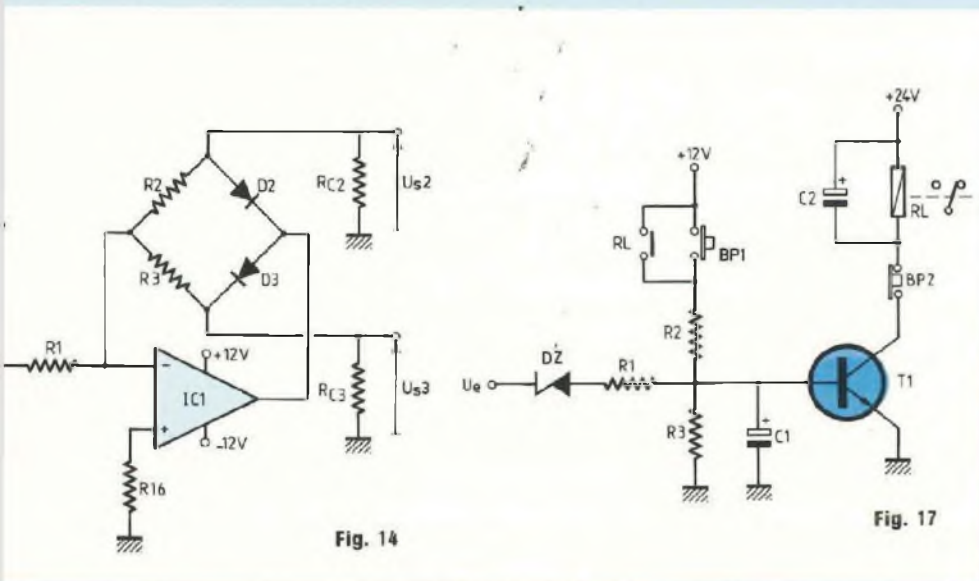 R2
D2
RC2
Us2
R3
D3
R1
+12V
IC1
-12V
RC3
Us3
R16
Fig. 14
+24V
+12V
C2
RL
RL
BP1
BP2
R2
DZ
R1
Ue
T1
R3
C1
Fig. 17